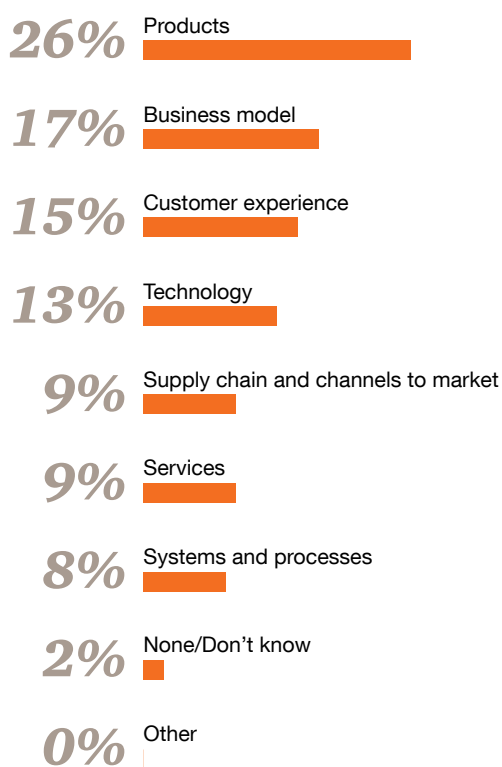 26% Products
17% Business model
15% Customer experience
13% Technology
9% Supply chain and channels to market
9% Services
8% Systems and processes
2% None/Don’t know
0% Other